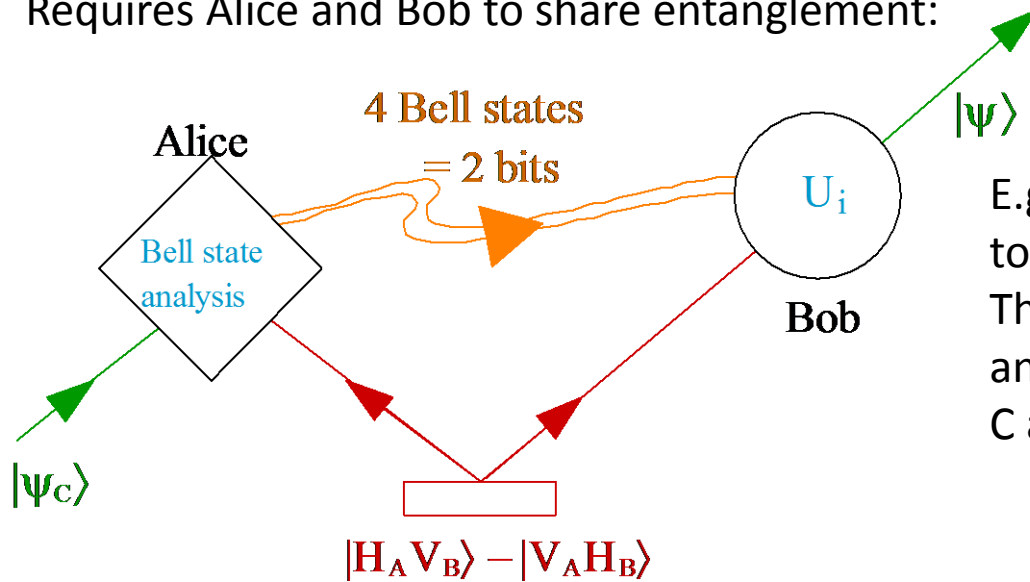 Requires Alice and Bob to share entanglement:
4 Bell states
= 2 bits
Alice
|ψ⟩
U_i
Bell state
analysis
Bob
E.g
to
Th
an
C a
|ψ_C⟩
|H_A V_B⟩ – |V_A H_B⟩